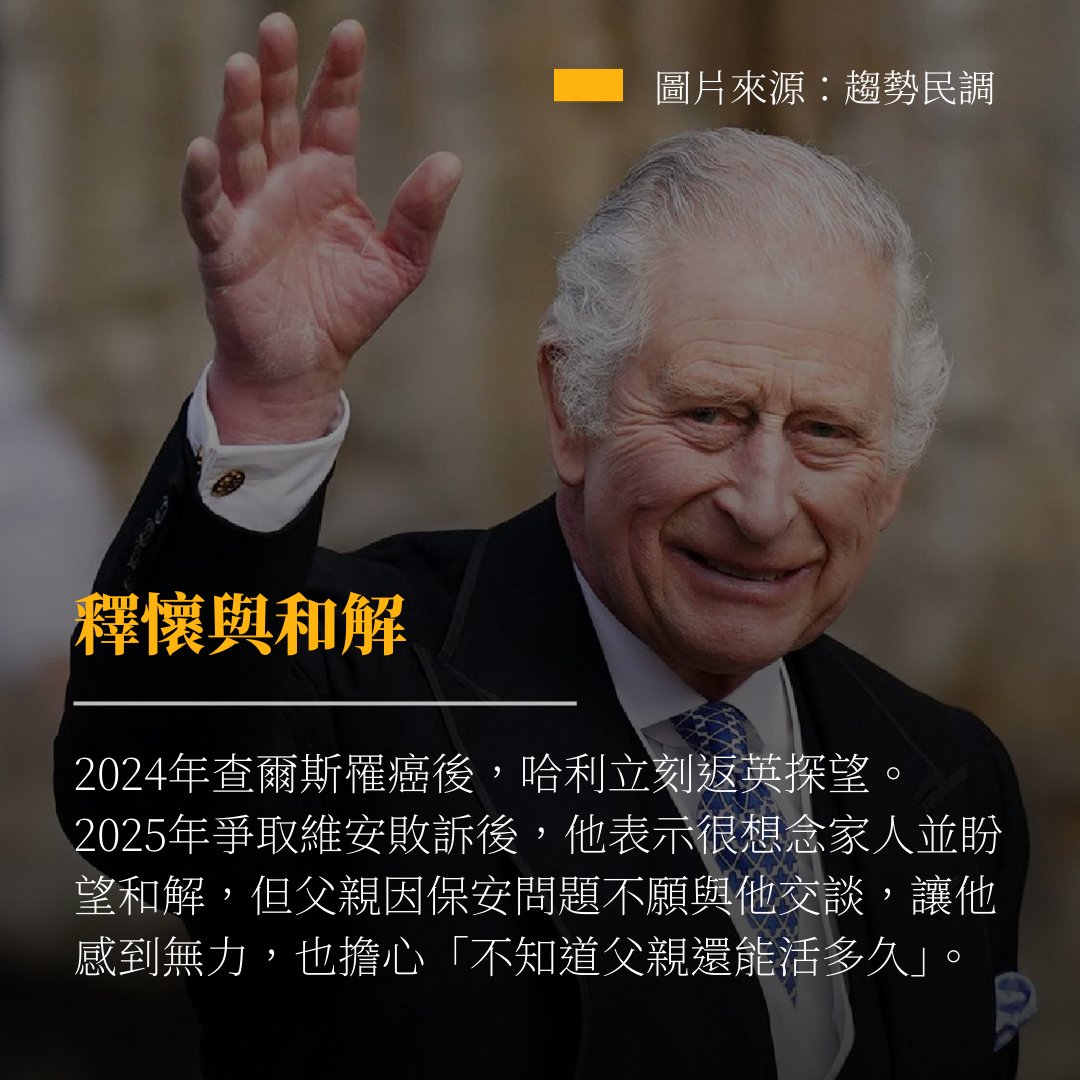 圖片來源：趨勢民調
釋懷與和解
2024年查爾斯罹癌後，哈利立刻返英探望。
2025年爭取維安敗訴後，他表示很想念家人並盼
望和解，但父親因保安問題不願與他交談，讓他
感到無力，也擔心「不知道父親還能活多久」。